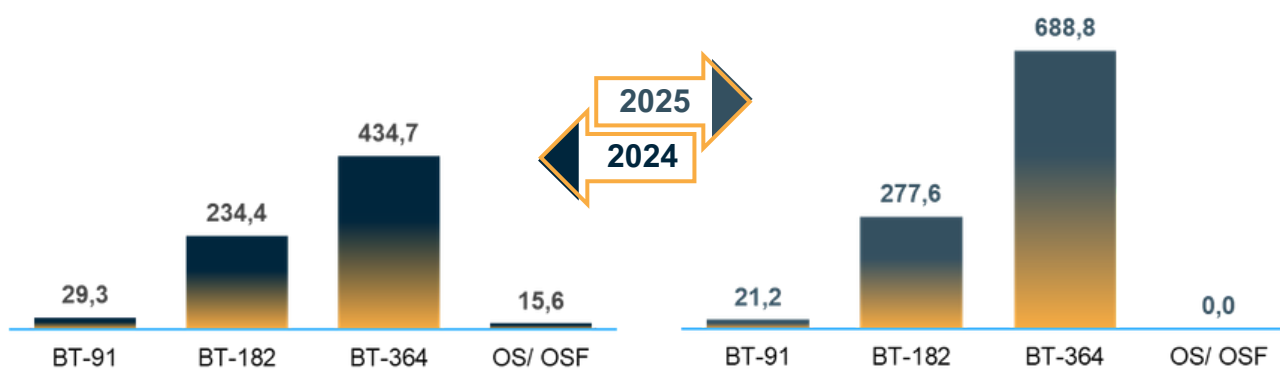 29,3
234,4
434,7
15,6
BT-91
BT-182
BT-364
OS/ OSF
2025
2024
21,2
277,6
688,8
0,0
BT-91
BT-182
BT-364
OS/ OSF